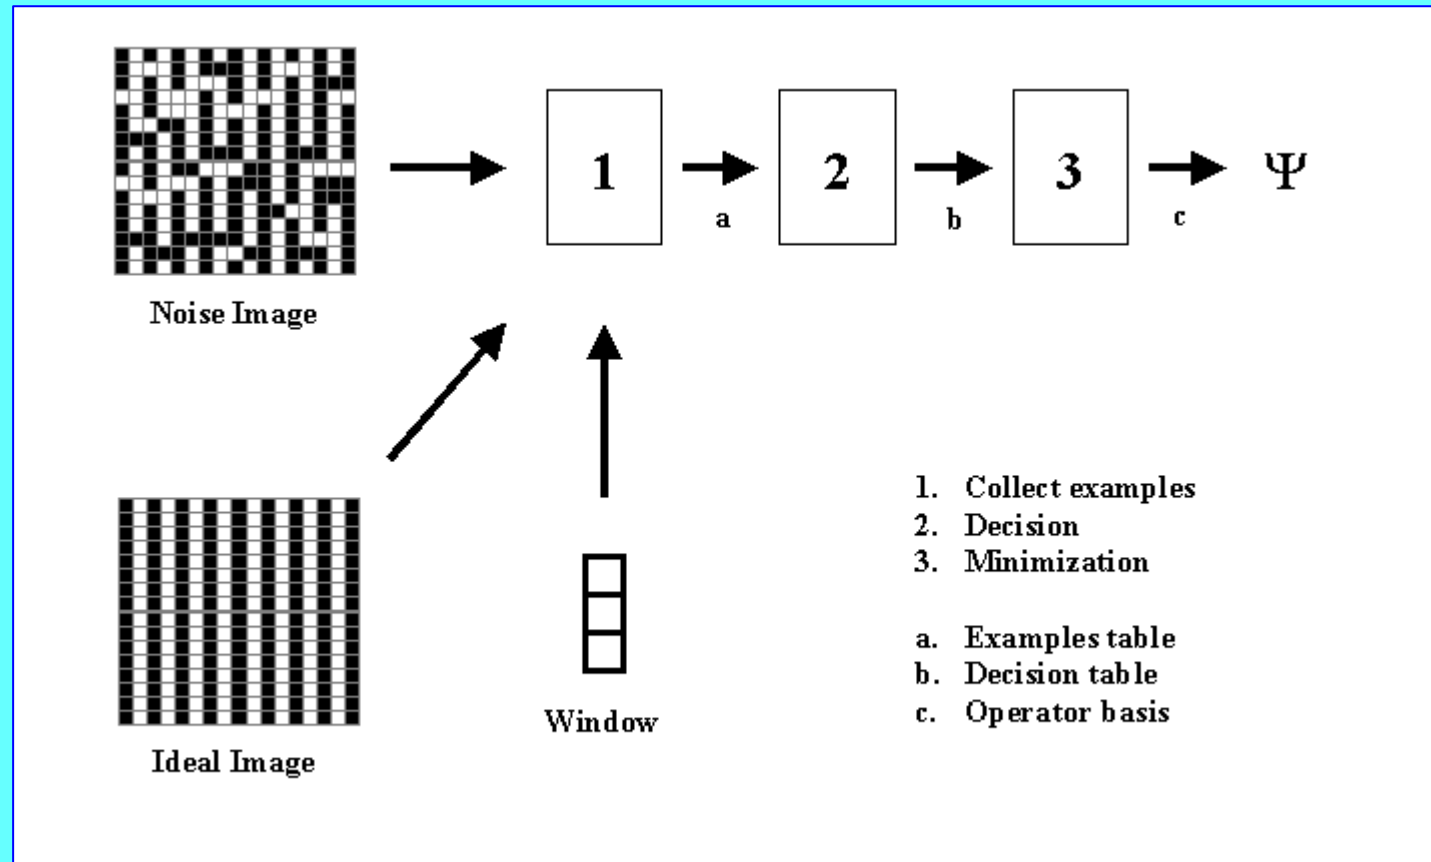 1
2
3
Ψ
a
b
c
Noise Image
Ideal Image
Window
1. Collect examples
2. Decision
3. Minimization
a. Examples table
b. Decision table
c. Operator basis